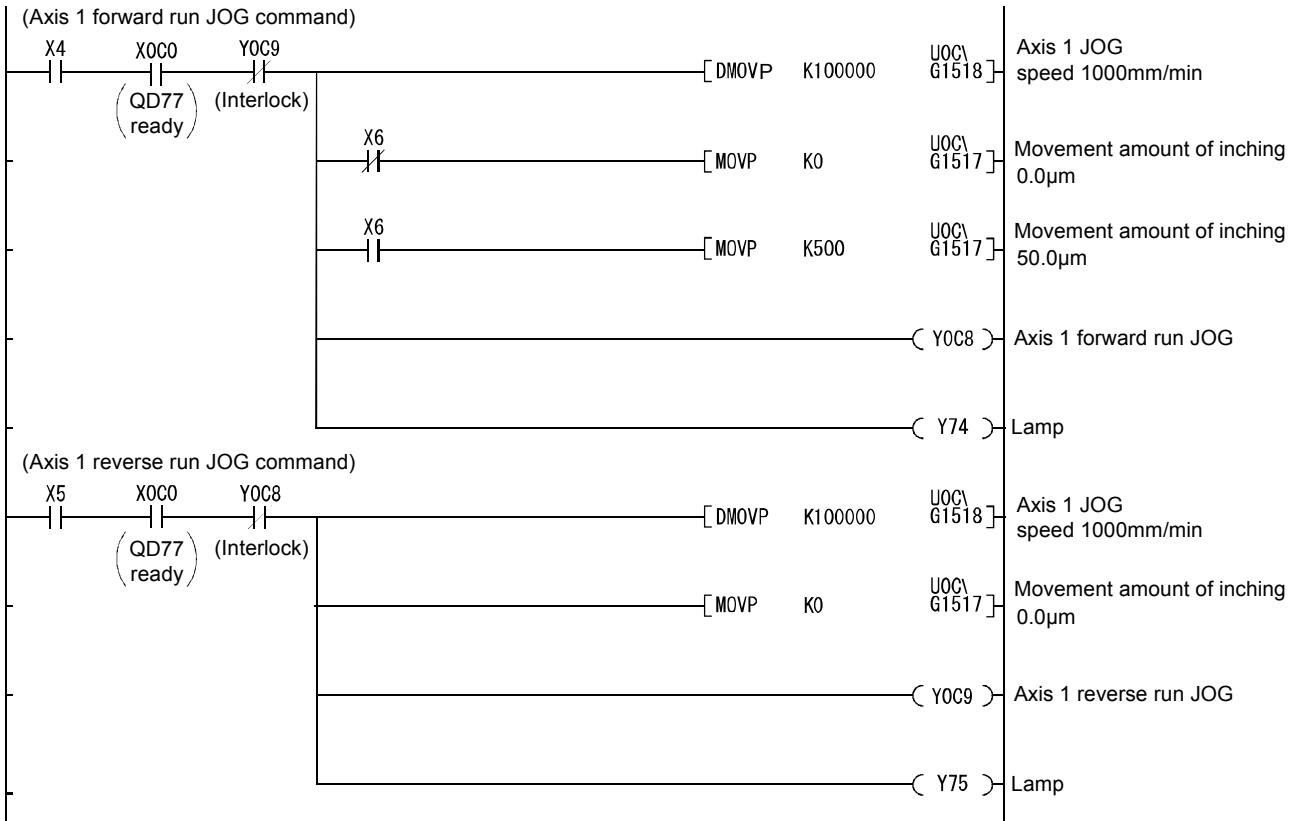 (Axis 1 forward run JOG command)
X4 X0C0 Y0C9
(QD77 ready) (Interlock)
[DMOVP K100000 U0C\G1518]
Axis 1 JOG
speed 1000mm/min
X6
[MOVP K0 U0C\G1517]
Movement amount of inching
0.0µm
X6
[MOVP K500 U0C\G1517]
Movement amount of inching
50.0µm
(Y0C8)
Axis 1 forward run JOG
(Y74)
Lamp
(Axis 1 reverse run JOG command)
X5 X0C0 Y0C8
(QD77 ready) (Interlock)
[DMOVP K100000 U0C\G1518]
Axis 1 JOG
speed 1000mm/min
[MOVP K0 U0C\G1517]
Movement amount of inching
0.0µm
(Y0C9)
Axis 1 reverse run JOG
(Y75)
Lamp